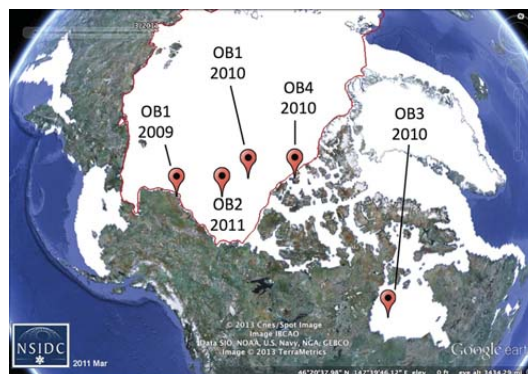 OB1
2010
OB4
2010
OB1
2009
OB3
2010
OB2
2011
© 2013 Cnes/Spot Image
Image IBCAO
Data SIO, NOAA, U.S. Navy, NGA, GEBCO
Image © 2013 TerraMetrics
NSIDC
2011 Mar
Google eart